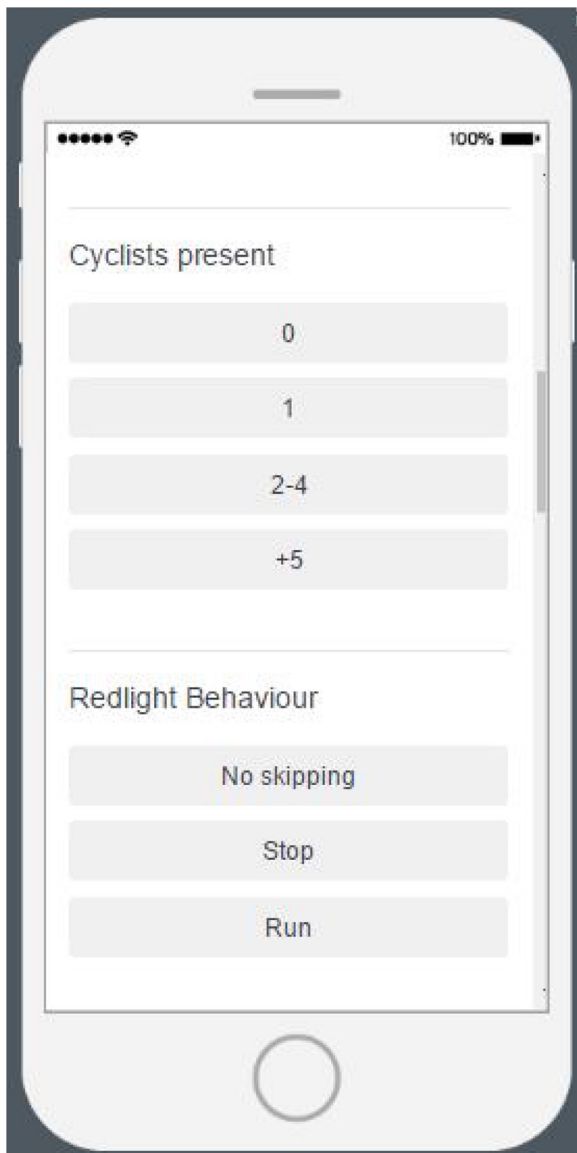 100%
Cyclists present
0
1
2-4
+5
Redlight Behaviour
No skipping
Stop
Run